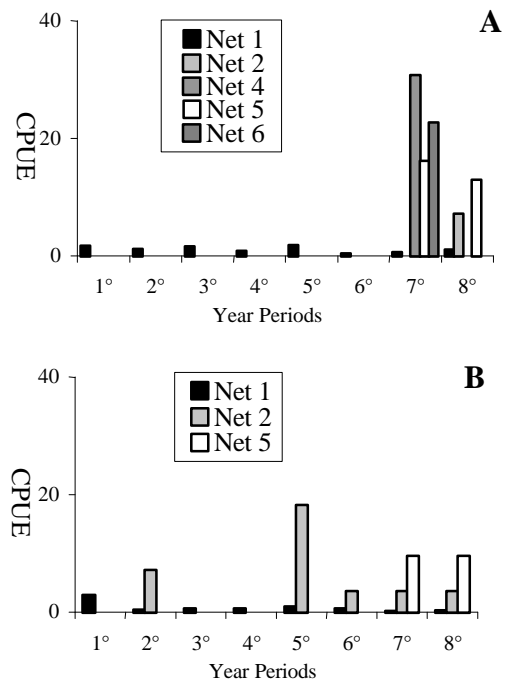 A
40
20
0
CPUE
Net 1
Net 2
Net 4
Net 5
Net 6
1° 2° 3° 4° 5° 6° 7° 8°
Year Periods
B
40
20
0
CPUE
Net 1
Net 2
Net 5
1° 2° 3° 4° 5° 6° 7° 8°
Year Periods